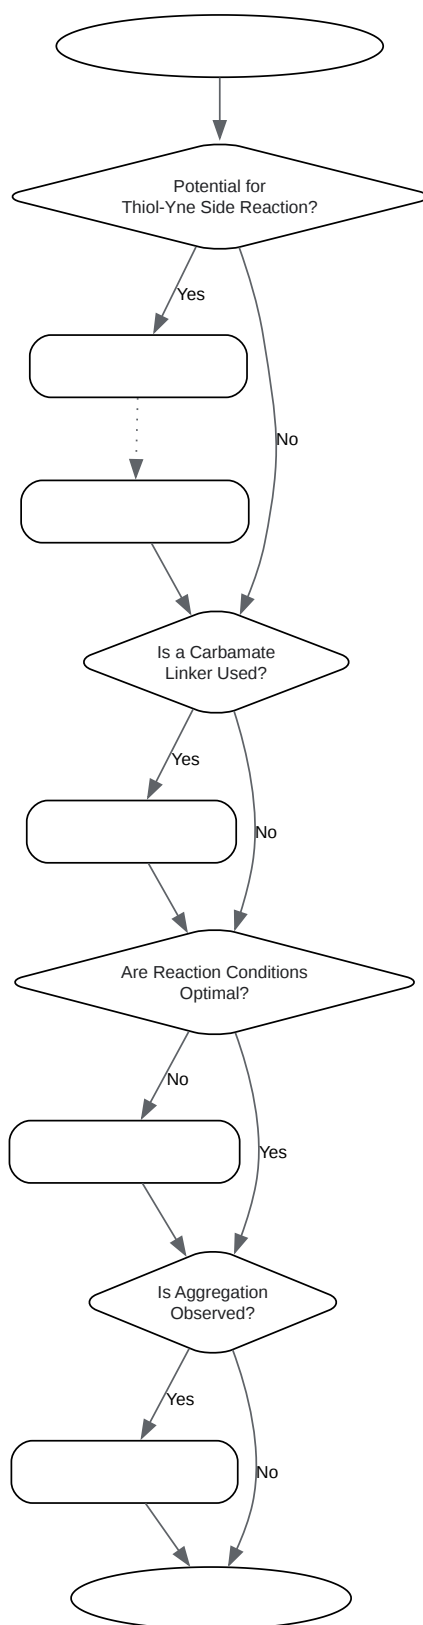 Potential for
Thiol-Yne Side Reaction?
Yes
No
Is a Carbamate
Linker Used?
Yes
No
Are Reaction Conditions
Optimal?
No
Yes
Is Aggregation
Observed?
Yes
No